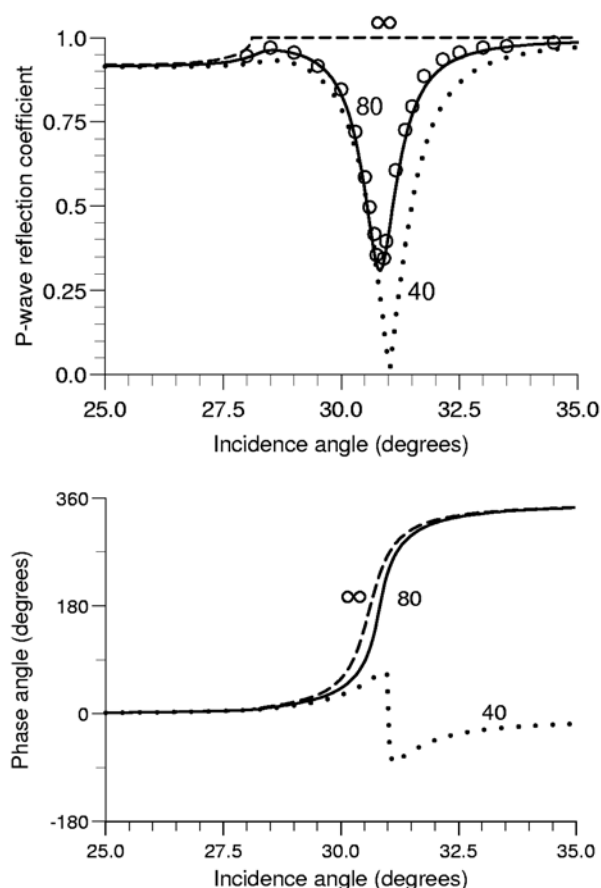 ∞
1.0
80
0.75
P-wave reflection coefficient
0.5
0.25
40
0.0
25.0 27.5 30.0 32.5 35.0
Incidence angle (degrees)
360
∞
80
180
Phase angle (degrees)
0
40
-180
25.0 27.5 30.0 32.5 35.0
Incidence angle (degrees)